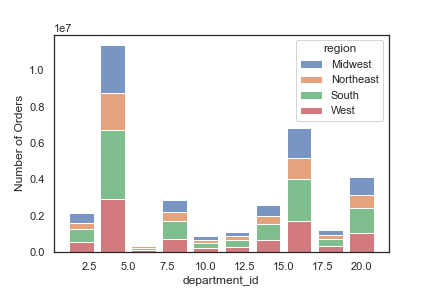 1e7
region
Midwest
Northeast
South
West
1.0
0.8
0.6
0.4
0.2
0.0
Number of Orders
2.5 5.0 7.5 10.0 12.5 15.0 17.5 20.0
department_id